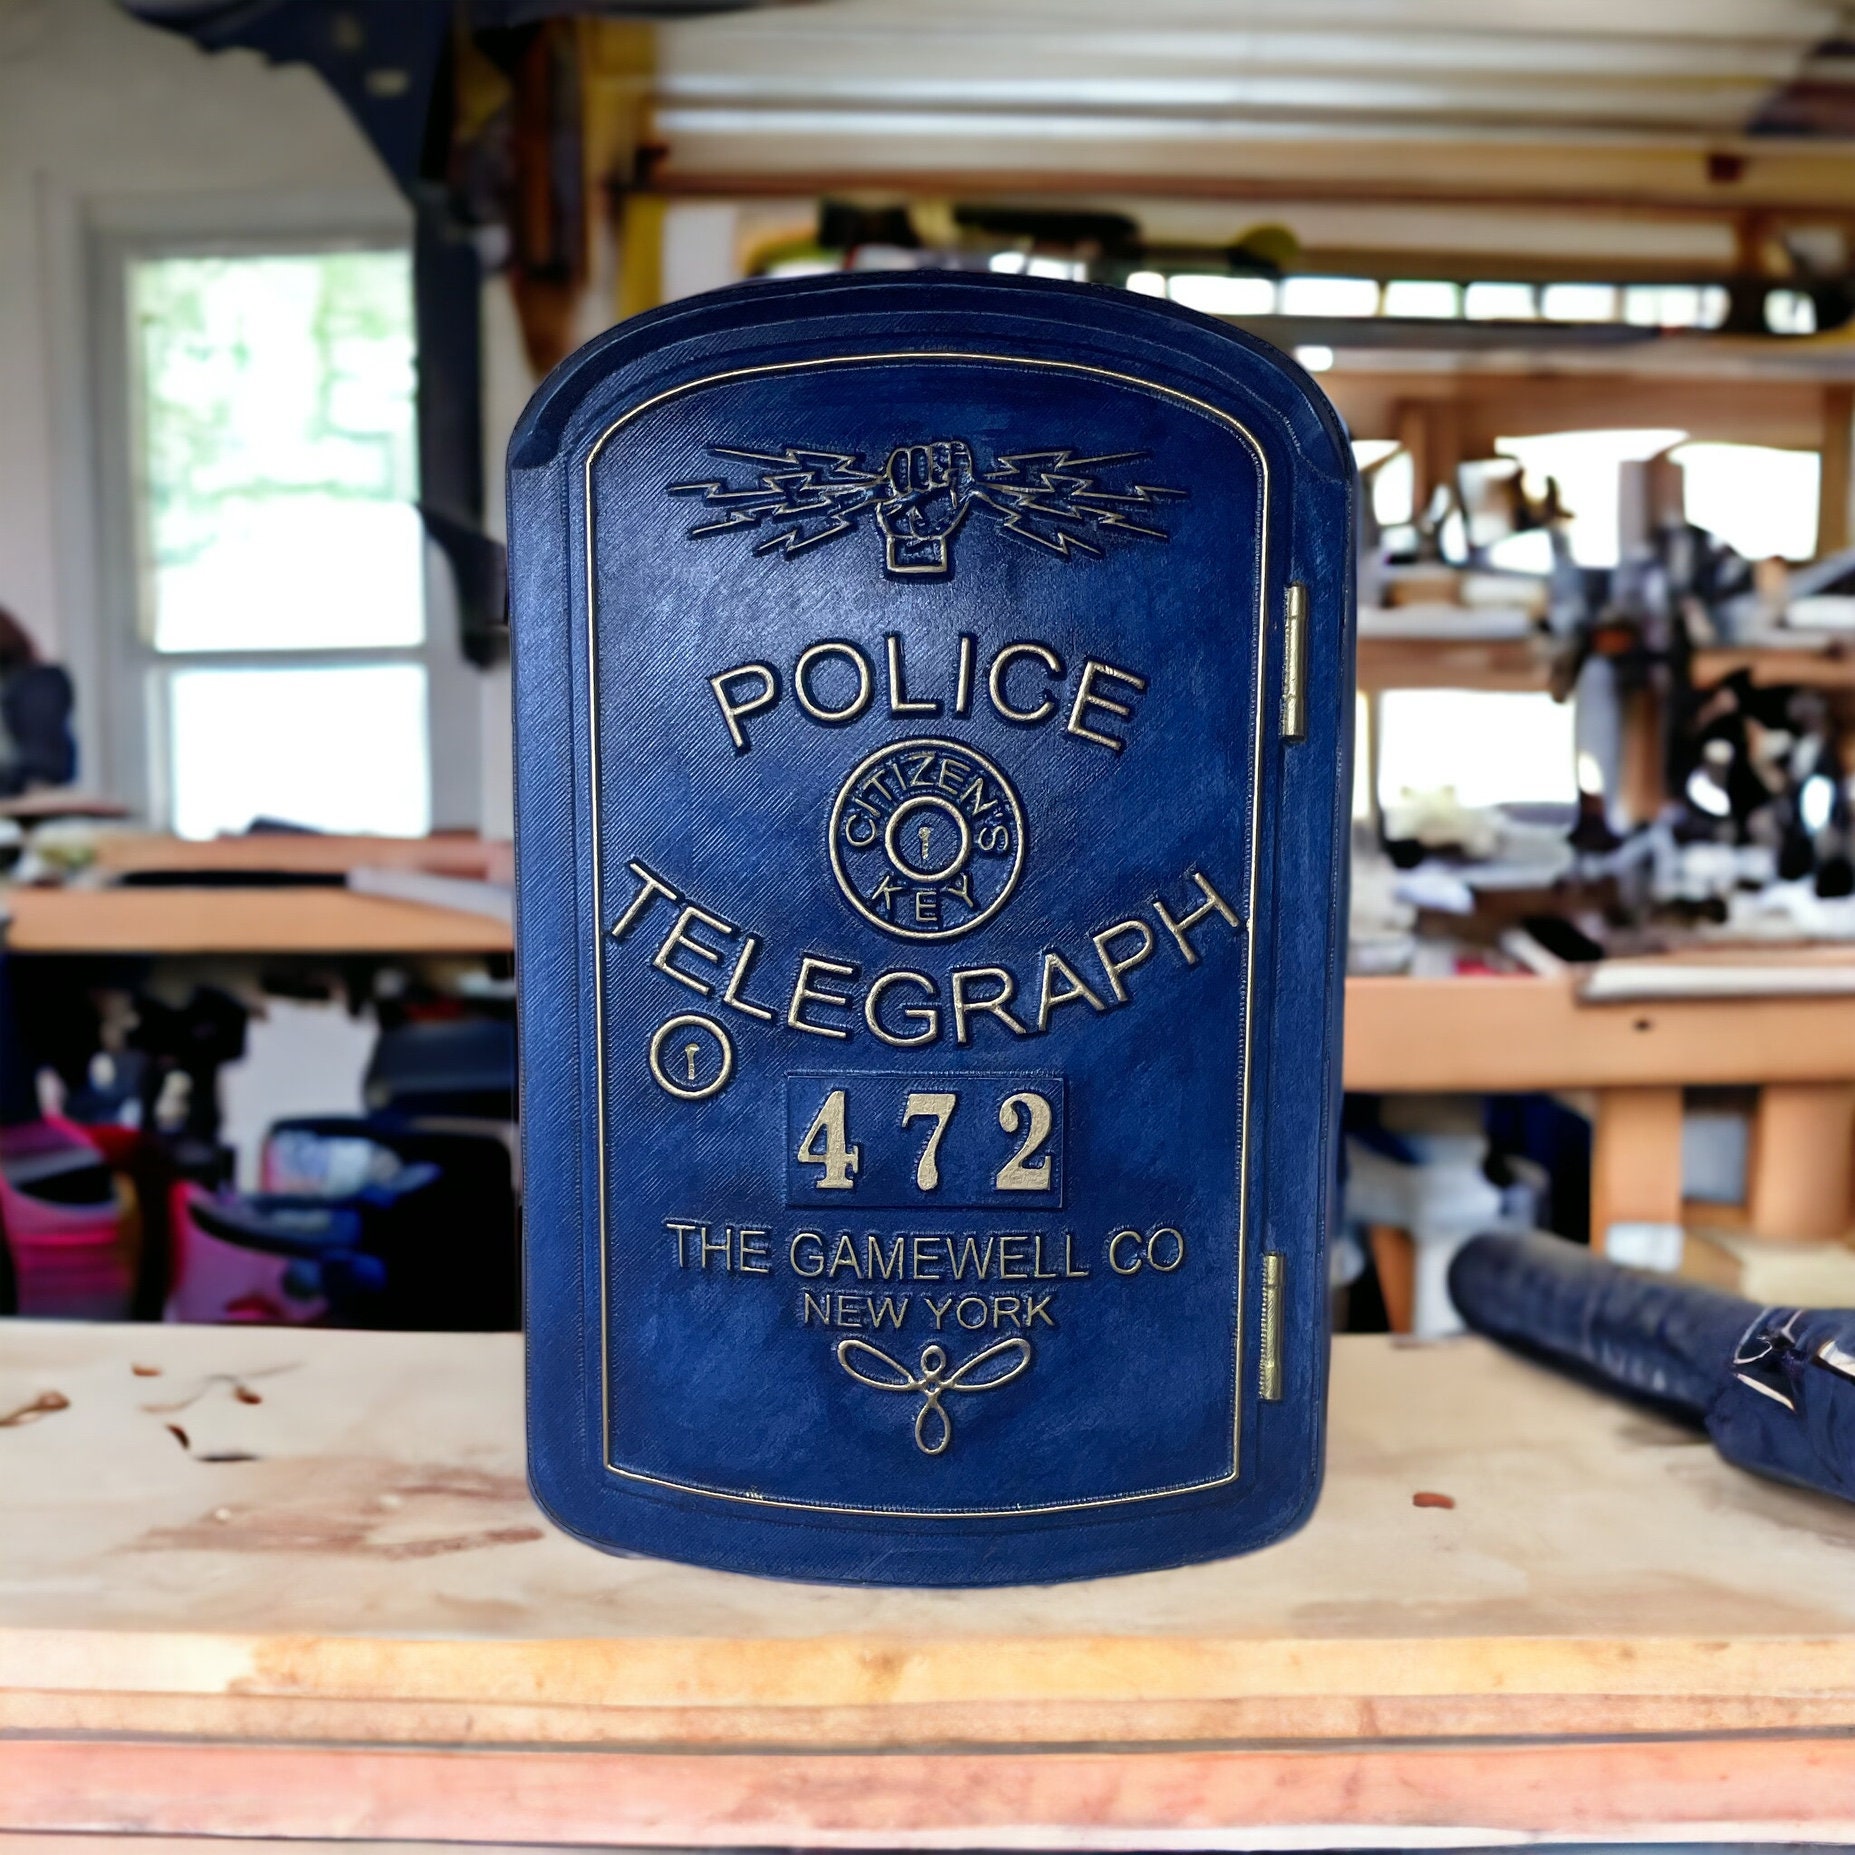 POLICE
CITIZEN'S
KEY
TELEGRAPH
472
THE GAMEWELL CO
NEW YORK